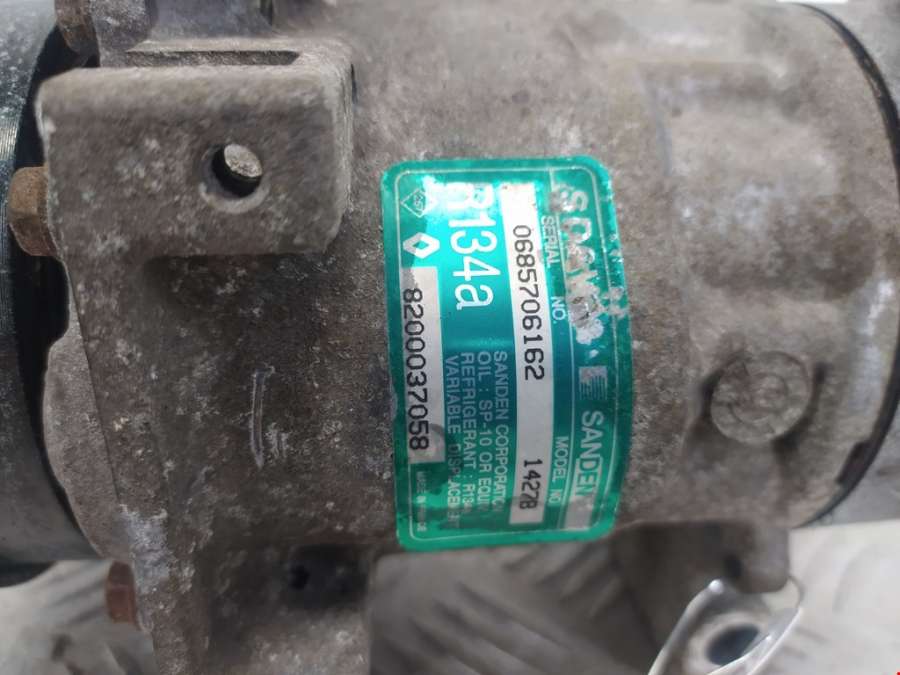 SANDEN
SERIAL NO. MODEL NO
0685706162 1427B
R134a
SANDEN CORPORATION
OIL : SP-10 OR EQUIV
REFRIGERANT : R134a
VARIABLE DISPLACEMENT
8200037058